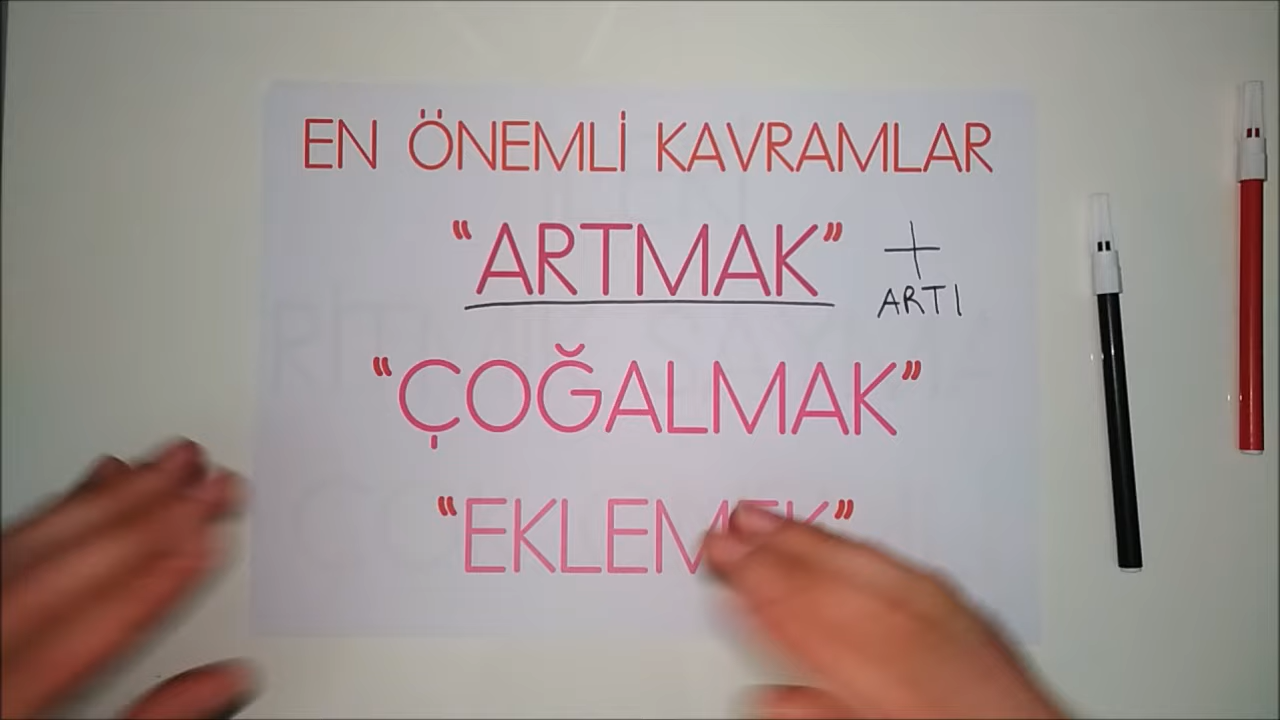 EN ÖNEMLİ KAVRAMLAR
"ARTMAK" +
ARTI
"ÇOĞALMAK"
"EKLEMEK"